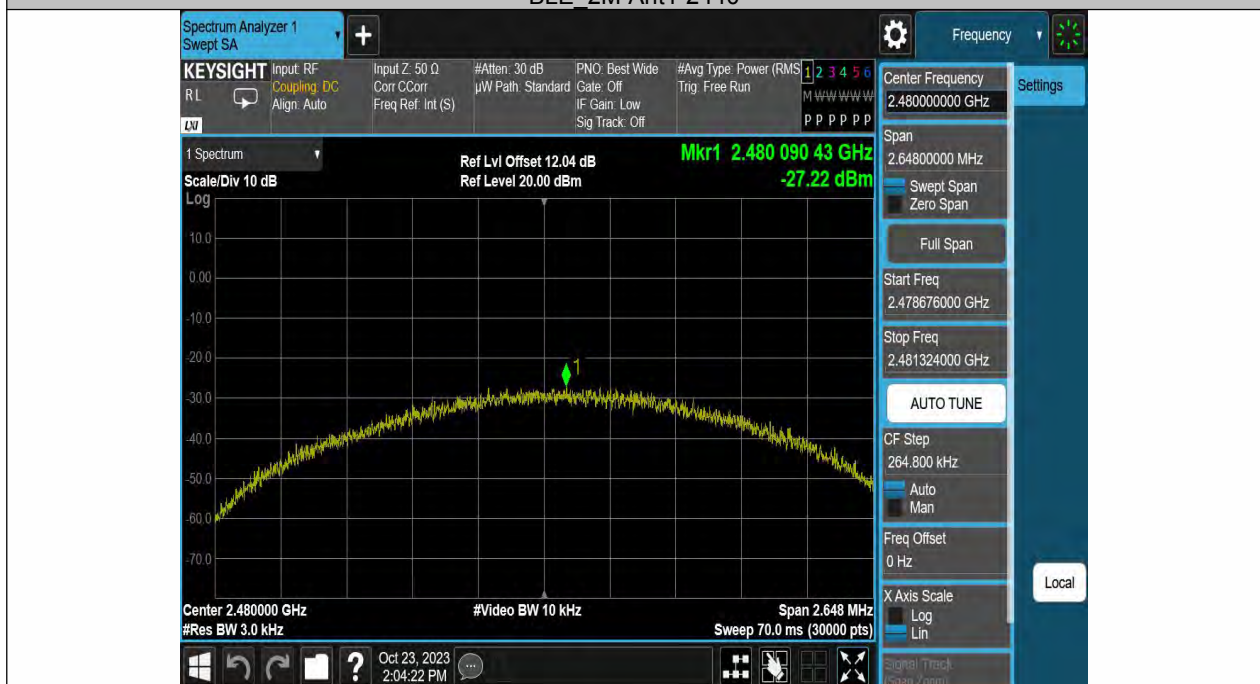 Spectrum Analyzer 1
Swept SA
+
Frequency
KEYSIGHT
RL
LXI
Input: RF
Coupling: DC
Align: Auto
Input Z: 50 Ω
Corr CCorr
Freq Ref: Int (S)
#Atten: 30 dB
µW Path: Standard
PNO: Best Wide
Gate: Off
IF Gain: Low
Sig Track: Off
#Avg Type: Power (RMS
Trig: Free Run
1 2 3 4 5 6
M W W W W W
P P P P P P
1 Spectrum
Scale/Div 10 dB
Ref Lvl Offset 12.04 dB
Ref Level 20.00 dBm
Mkr1 2.480 090 43 GHz
-27.22 dBm
Log
10.0
0.00
-10.0
-20.0
-30.0
-40.0
-50.0
-60.0
-70.0
1
Center 2.480000 GHz
#Res BW 3.0 kHz
#Video BW 10 kHz
Span 2.648 MHz
Sweep 70.0 ms (30000 pts)
Center Frequency
2.480000000 GHz
Span
2.64800000 MHz
Swept Span
Zero Span
Full Span
Start Freq
2.478676000 GHz
Stop Freq
2.481324000 GHz
AUTO TUNE
CF Step
264.800 kHz
Auto
Man
Freq Offset
0 Hz
X Axis Scale
Log
Lin
Signal Track
Settings
Local
?
Oct 23, 2023
2:04:22 PM